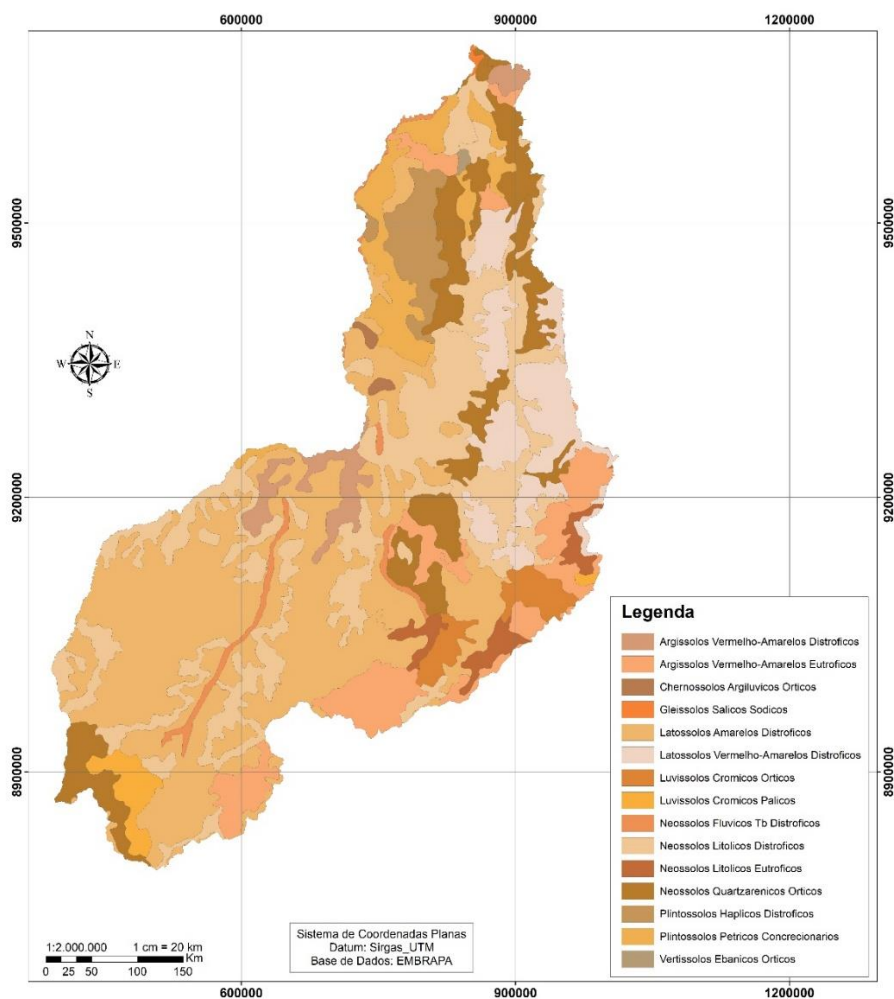 600000 900000 1200000
9500000 9500000
N
W E
S
9200000 9200000
8900000 8900000
Legenda
Argissolos Vermelho-Amarelos Distroficos
Argissolos Vermelho-Amarelos Eutroficos
Chernossolos Argiluvicos Orticos
Gleissolos Salicos Sodicos
Latossolos Amarelos Distroficos
Latossolos Vermelho-Amarelos Distroficos
Luvissolos Cromicos Orticos
Luvissolos Cromicos Palicos
Neossolos Fluvicos Tb Distroficos
Neossolos Litolicos Distroficos
Neossolos Litolicos Eutroficos
Neossolos Quartzarenicos Orticos
Plintossolos Haplicos Distroficos
Plintossolos Petricos Concrecionarios
Vertissolos Ebanicos Orticos
1:2.000.000 1 cm = 20 km
Km
0 25 50 100 150
Sistema de Coordenadas Planas
Datum: Sirgas_UTM
Base de Dados: EMBRAPA
600000 900000 1200000